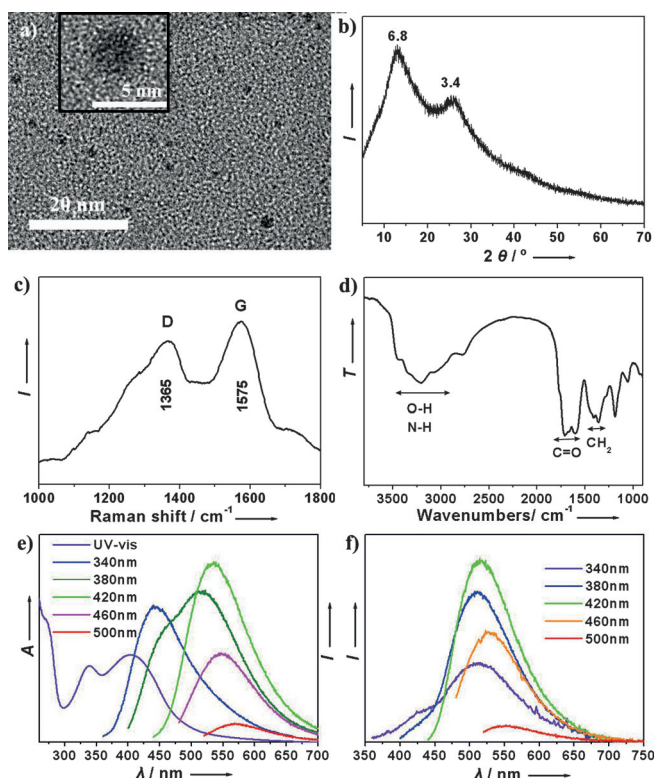 a)
5 nm
20 nm
b)
6.8
3.4
I
10 20 30 40 50 60 70
2 θ / º
c)
D
G
1365
1575
I
1000 1200 1400 1600 1800
Raman shift / cm-1
d)
T
O-H
N-H
C=O
CH2
3500 3000 2500 2000 1500 1000
Wavenumbers/ cm-1
e)
UV-vis
340nm
380nm
420nm
460nm
500nm
A
I
300 350 400 450 500 550 600 650 700
λ / nm
f)
340nm
380nm
420nm
460nm
500nm
I
350 400 450 500 550 600 650 700 750
λ / nm